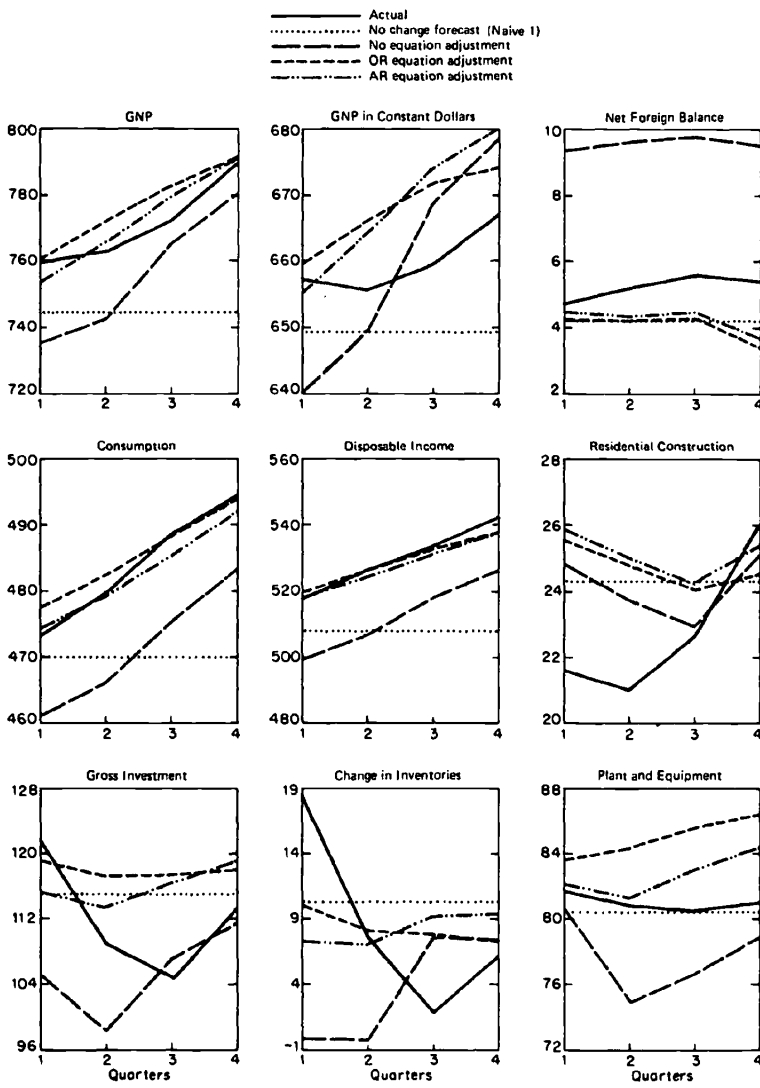 Actual
No change forecast (Naive 1)
No equation adjustment
OR equation adjustment
AR equation adjustment
GNP
800
780
760
740
720
1 2 3 4
GNP in Constant Dollars
680
670
660
650
640
1 2 3 4
Net Foreign Balance
10
8
6
4
2
1 2 3 4
Consumption
500
490
480
470
460
1 2 3 4
Disposable Income
560
540
520
500
480
1 2 3 4
Residential Construction
28
26
24
21
20
1 2 3 4
Gross Investment
128
120
112
104
96
1 2 3 4
Quarters
Change in Inventories
19
14
9
4
-1
1 2 3 4
Quarters
Plant and Equipment
88
84
80
76
72
1 2 3 4
Quarters